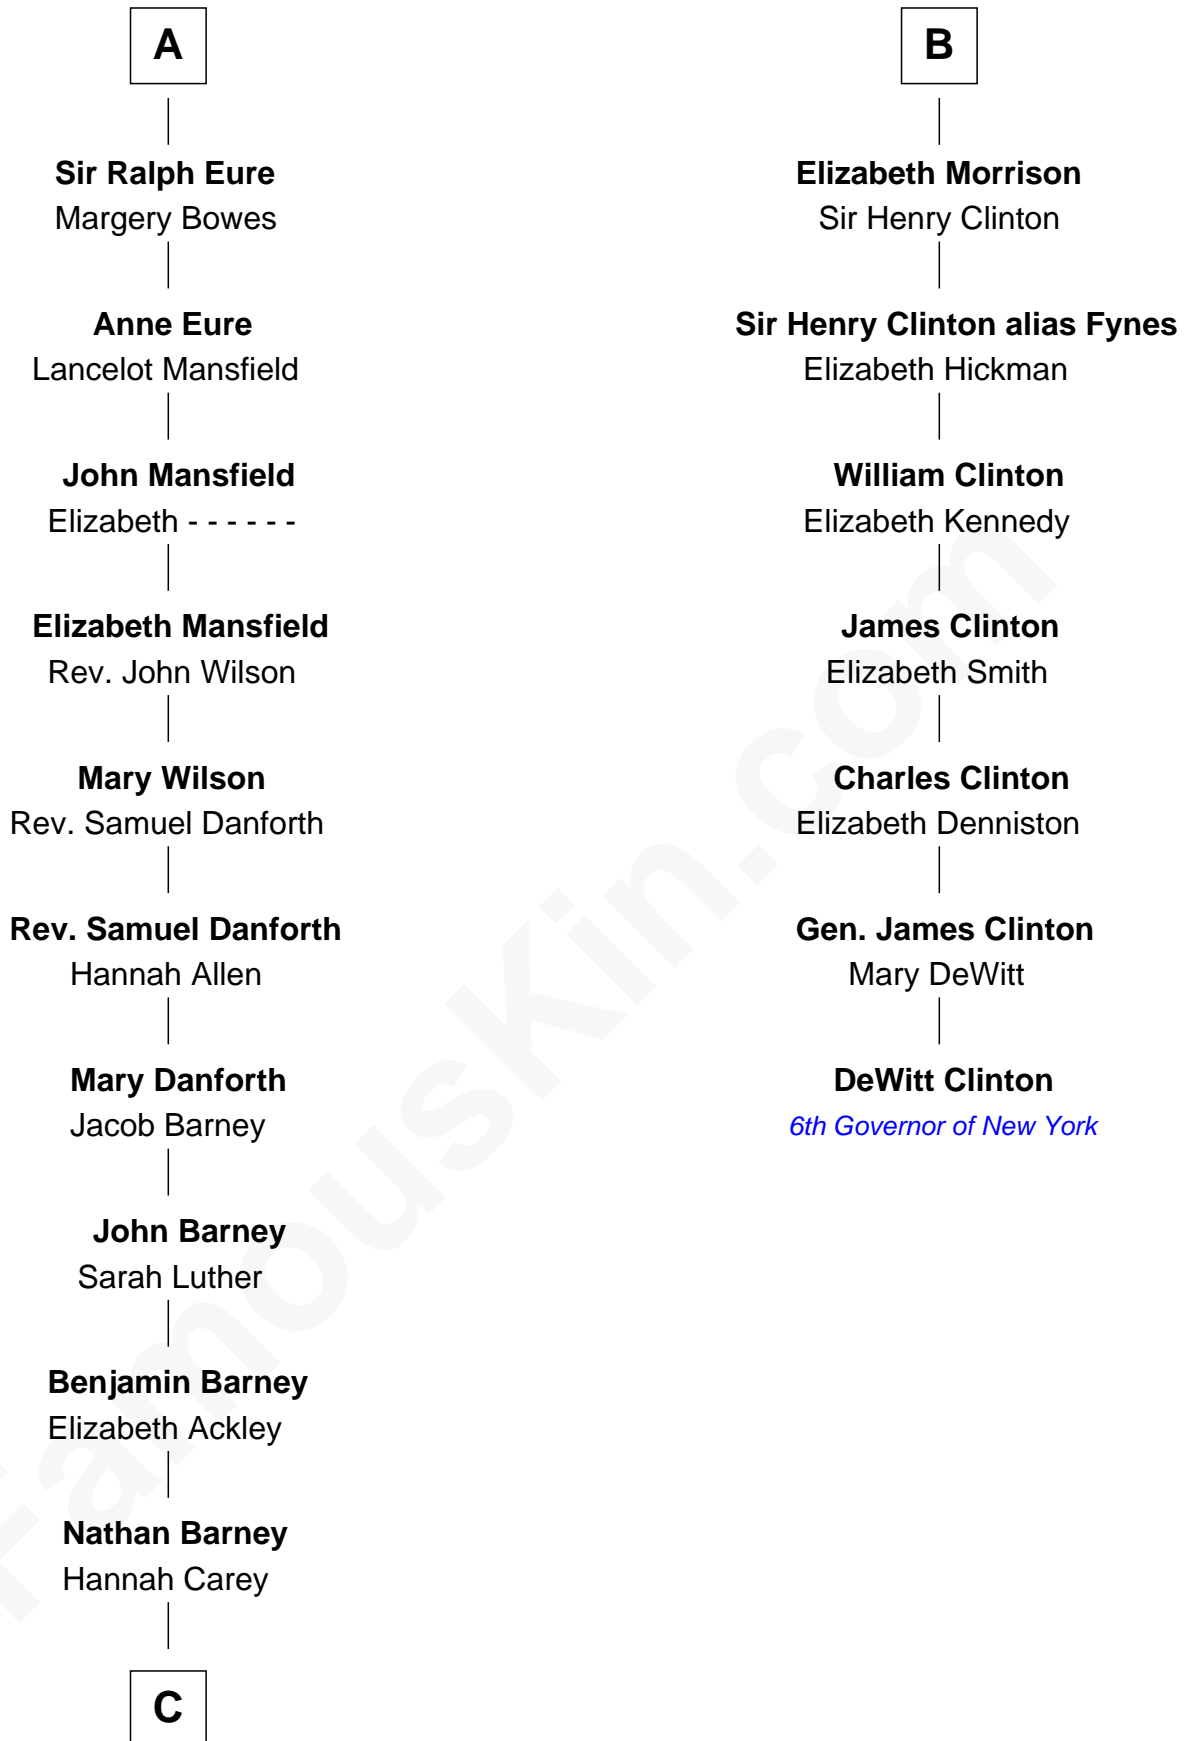 A
Sir Ralph Eure
Margery Bowes
Anne Eure
Lancelot Mansfield
John Mansfield
Elizabeth - - - - - -
Elizabeth Mansfield
Rev. John Wilson
Mary Wilson
Rev. Samuel Danforth
Rev. Samuel Danforth
Hannah Allen
Mary Danforth
Jacob Barney
John Barney
Sarah Luther
Benjamin Barney
Elizabeth Ackley
Nathan Barney
Hannah Carey
C
B
Elizabeth Morrison
Sir Henry Clinton
Sir Henry Clinton alias Fynes
Elizabeth Hickman
William Clinton
Elizabeth Kennedy
James Clinton
Elizabeth Smith
Charles Clinton
Elizabeth Denniston
Gen. James Clinton
Mary DeWitt
DeWitt Clinton
6th Governor of New York
FamousKin.com